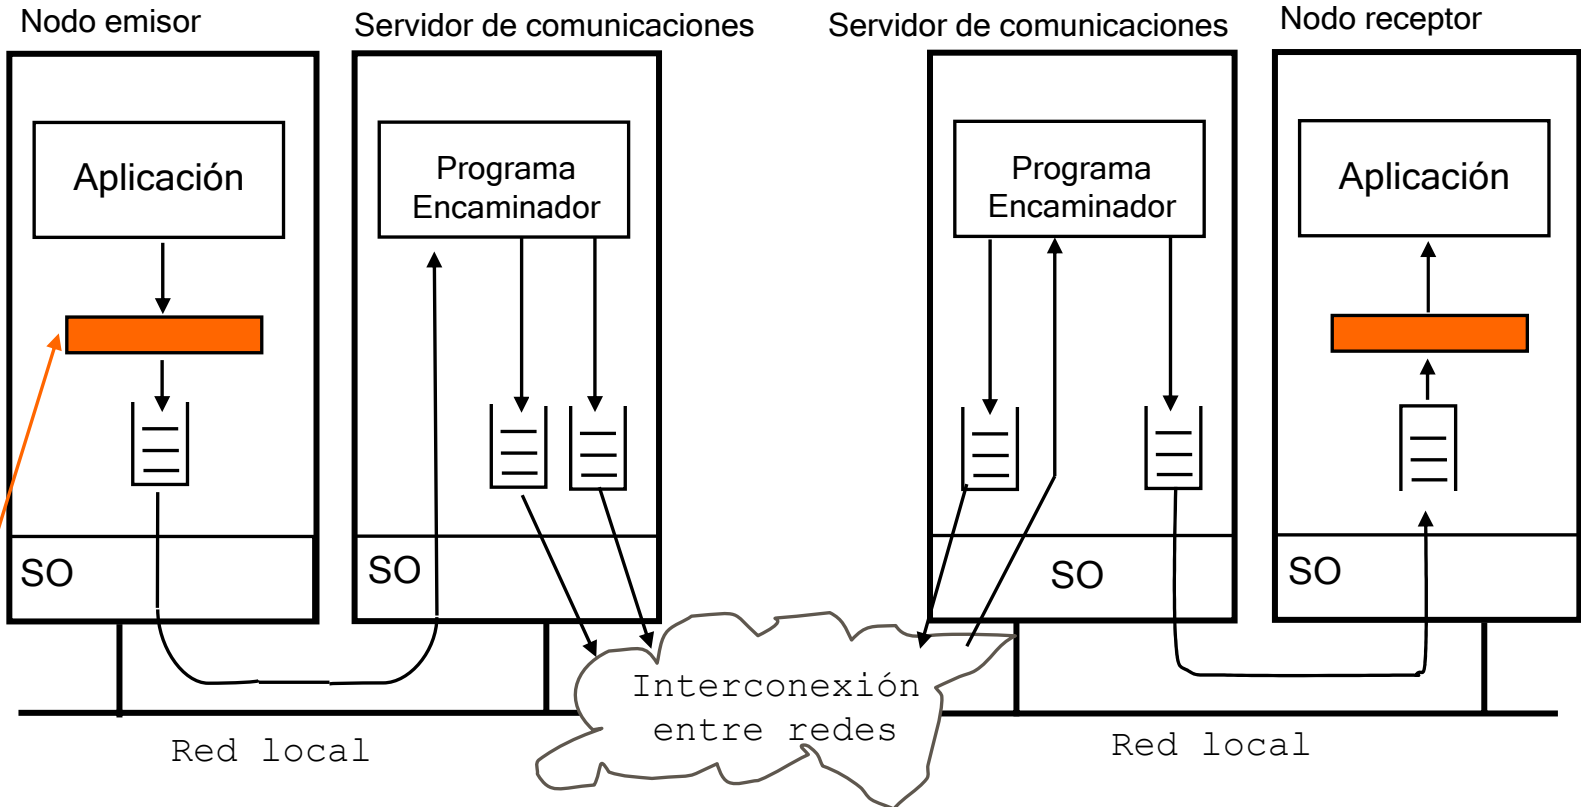 Nodo emisor
Servidor de comunicaciones
Servidor de comunicaciones
Nodo receptor
Aplicación
Programa
Encaminador
Programa
Encaminador
Aplicación
SO
SO
SO
SO
Interconexión
entre redes
Red local
Red local